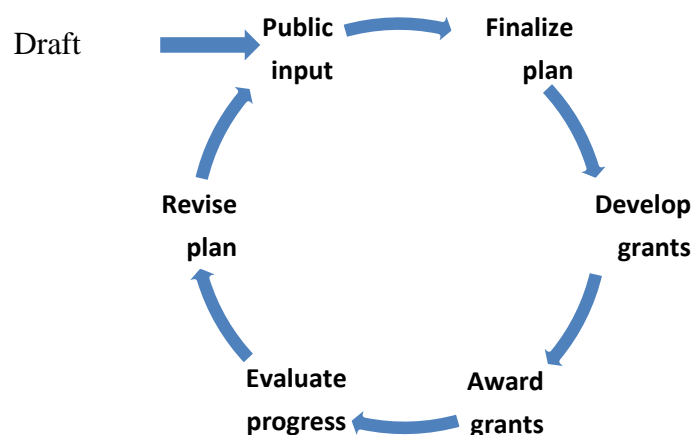 Draft
Public
input
Finalize
plan
Develop
grants
Award
grants
Evaluate
progress
Revise
plan